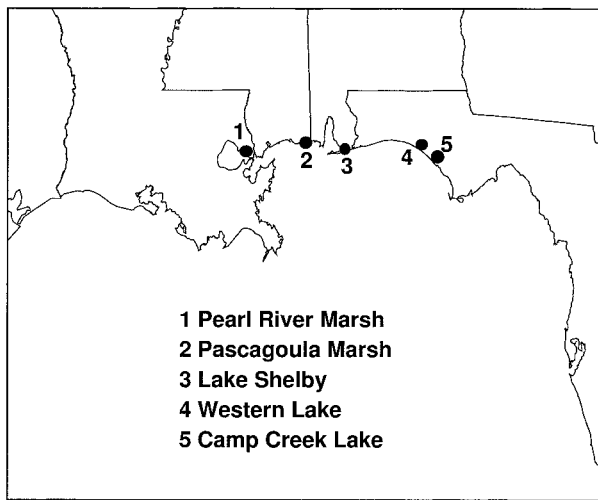 1
2
3
4
5
1 Pearl River Marsh
2 Pascagoula Marsh
3 Lake Shelby
4 Western Lake
5 Camp Creek Lake